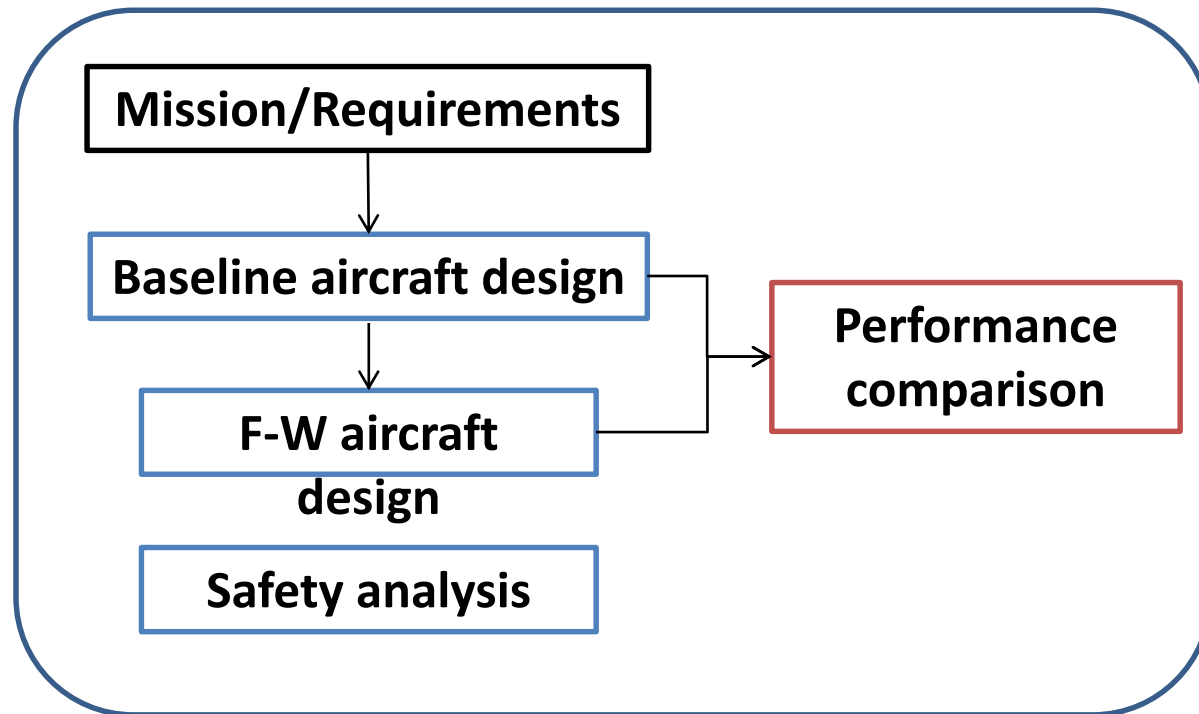 Mission/Requirements
Baseline aircraft design
Performance
comparison
F-W aircraft
design
Safety analysis